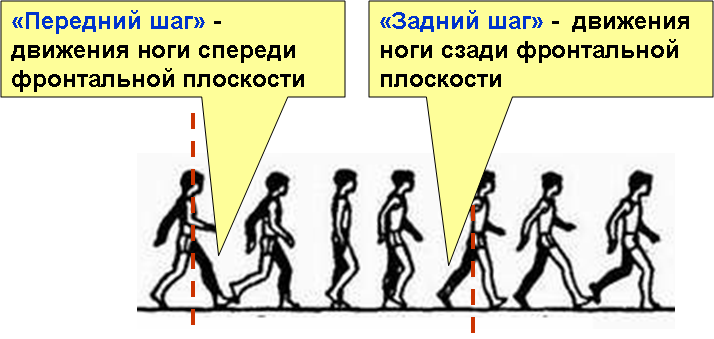 «Передний шаг» -
движения ноги спереди
фронтальной плоскости
«Задний шаг» - движения
ноги сзади фронтальной
плоскости